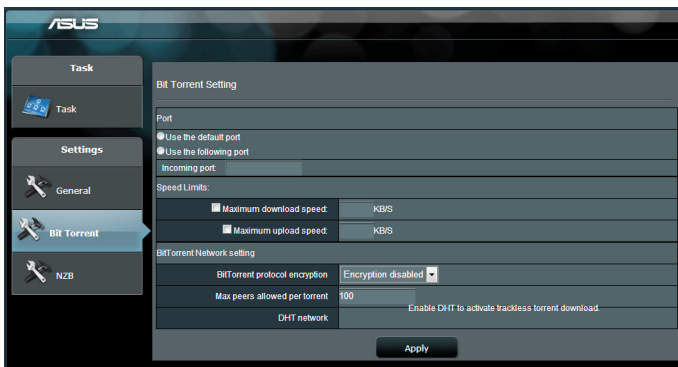 ASUS
Task
Task
Settings
General
Bit Torrent
NZB
Bit Torrent Setting
Port
Use the default port
Use the following port
Incoming port:
Speed Limits:
Maximum download speed: KB/S
Maximum upload speed: KB/S
BitTorrent Network setting
BitTorrent protocol encryption Encryption disabled
Max peers allowed per torrent 100
Enable DHT to activate trackless torrent download.
DHT network
Apply